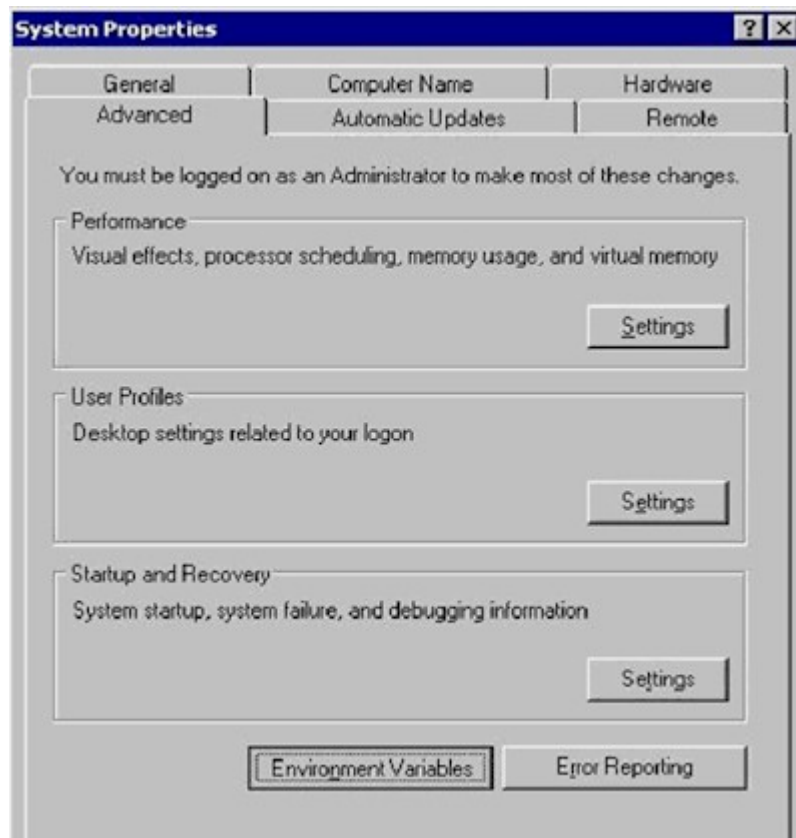 System Properties
General Computer Name Hardware
Advanced Automatic Updates Remote
You must be logged on as an Administrator to make most of these changes.
Performance
Visual effects, processor scheduling, memory usage, and virtual memory
Settings
User Profiles
Desktop settings related to your logon
Settings
Startup and Recovery
System startup, system failure, and debugging information
Settings
Environment Variables Error Reporting